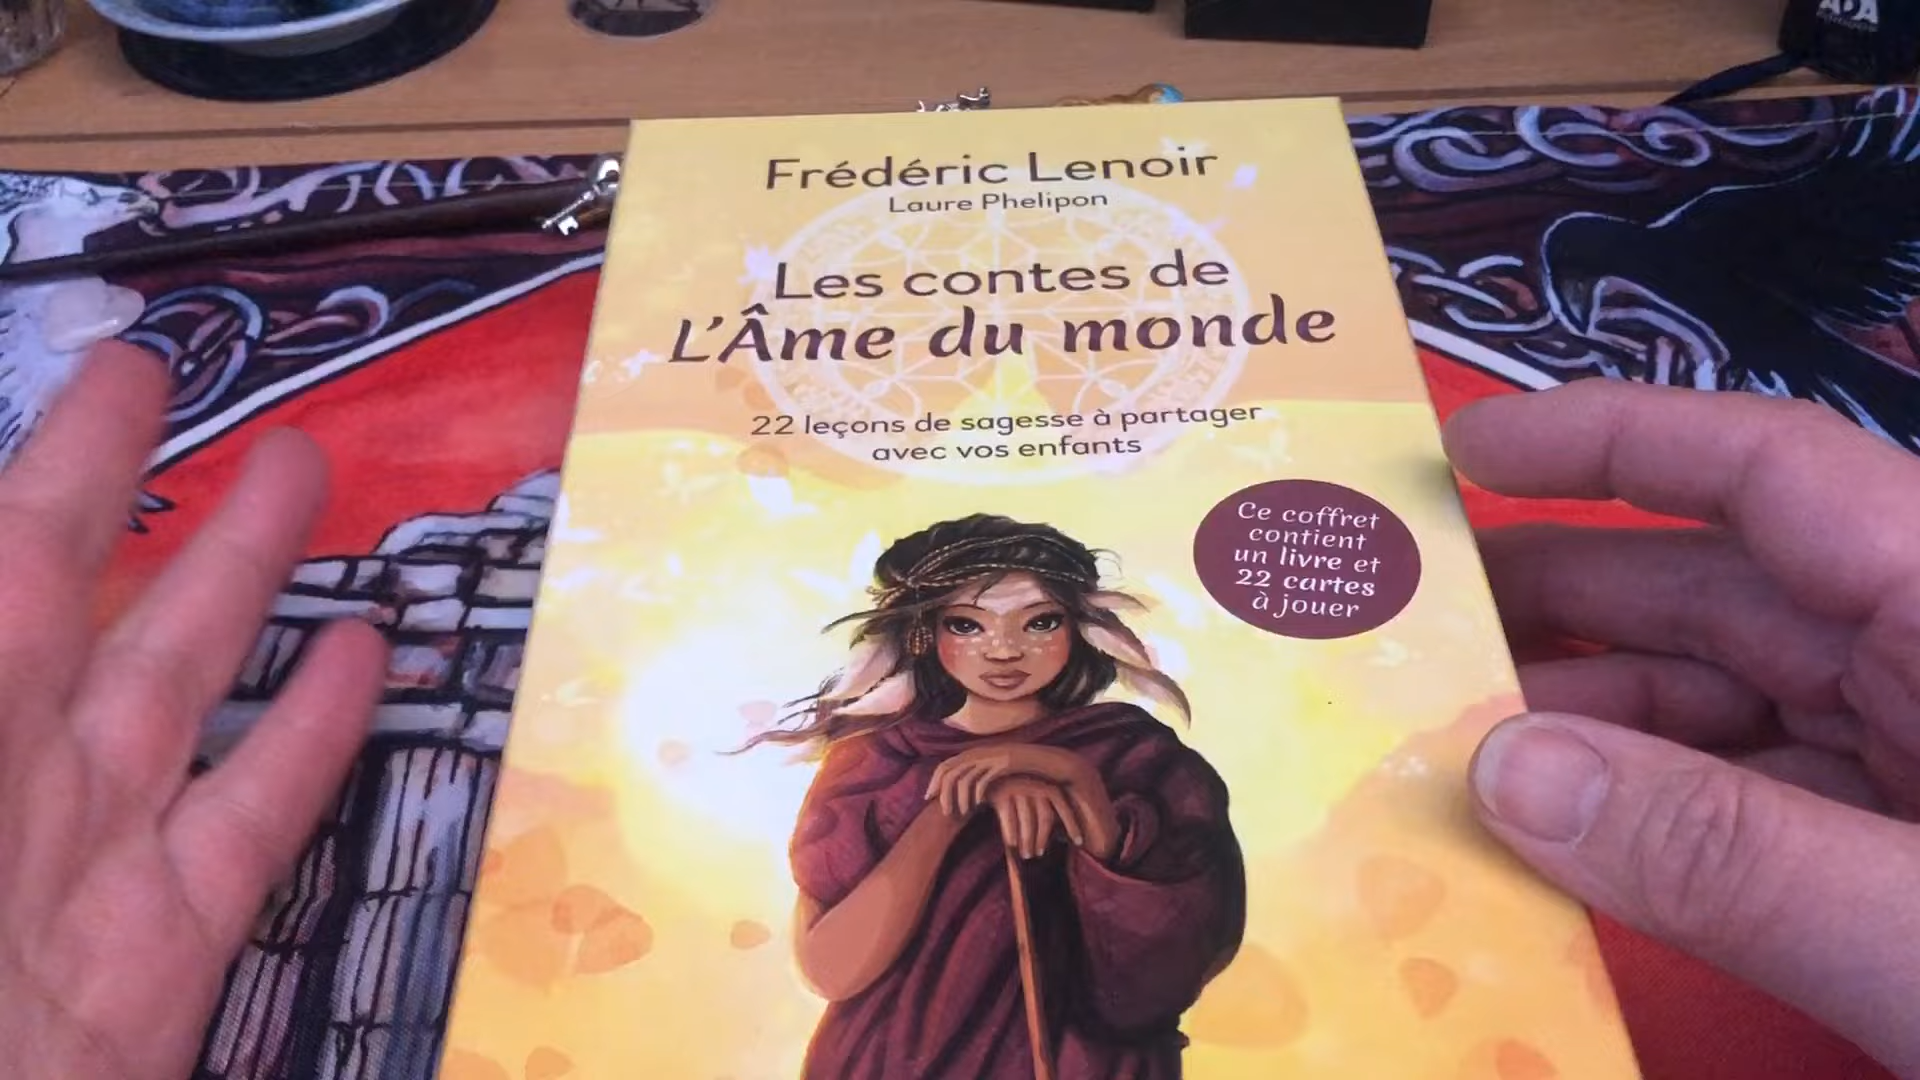 Frédéric Lenoir
Laure Phelipon
Les contes de
L'Âme du monde
22 leçons de sagesse à partager
avec vos enfants
Ce coffret
contient
un livre et
22 cartes
à jouer